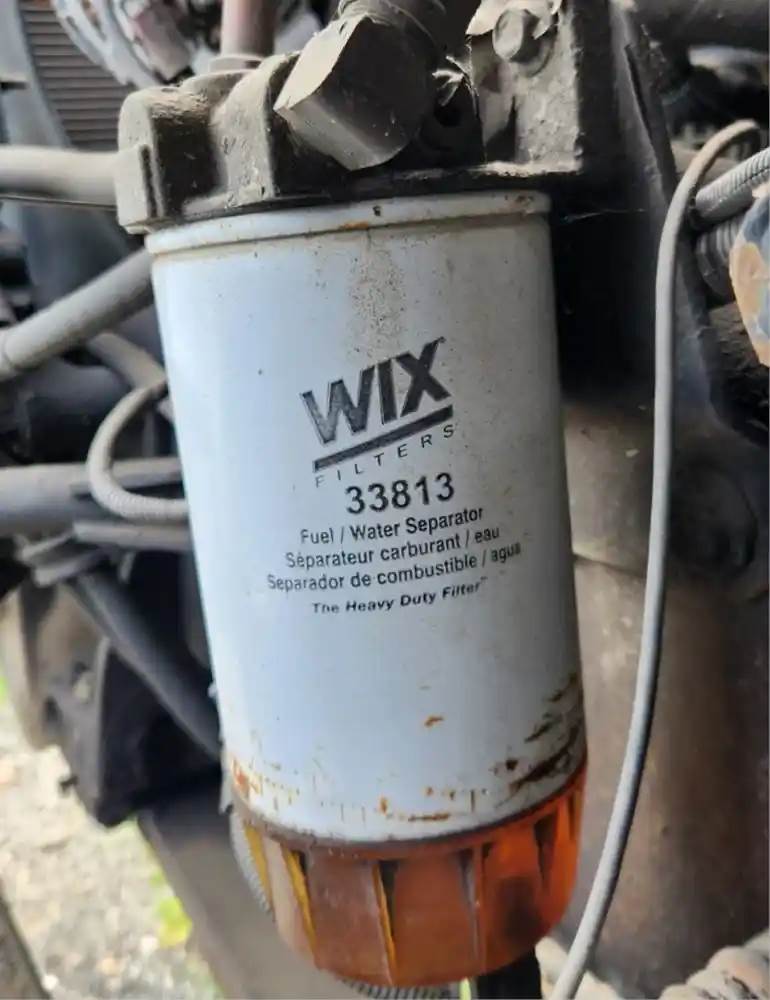 WIX
FILTERS
33813
Fuel / Water Separator
Séparateur carburant / eau
Separador de combustible / agua
The Heavy Duty Filter™